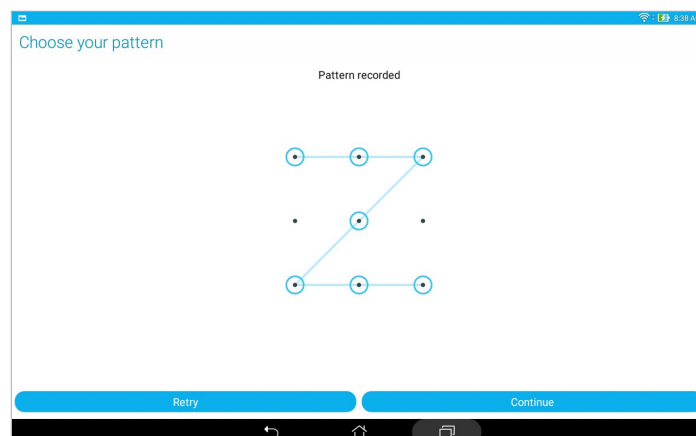 8:38 A
Choose your pattern
Pattern recorded
Retry
Continue